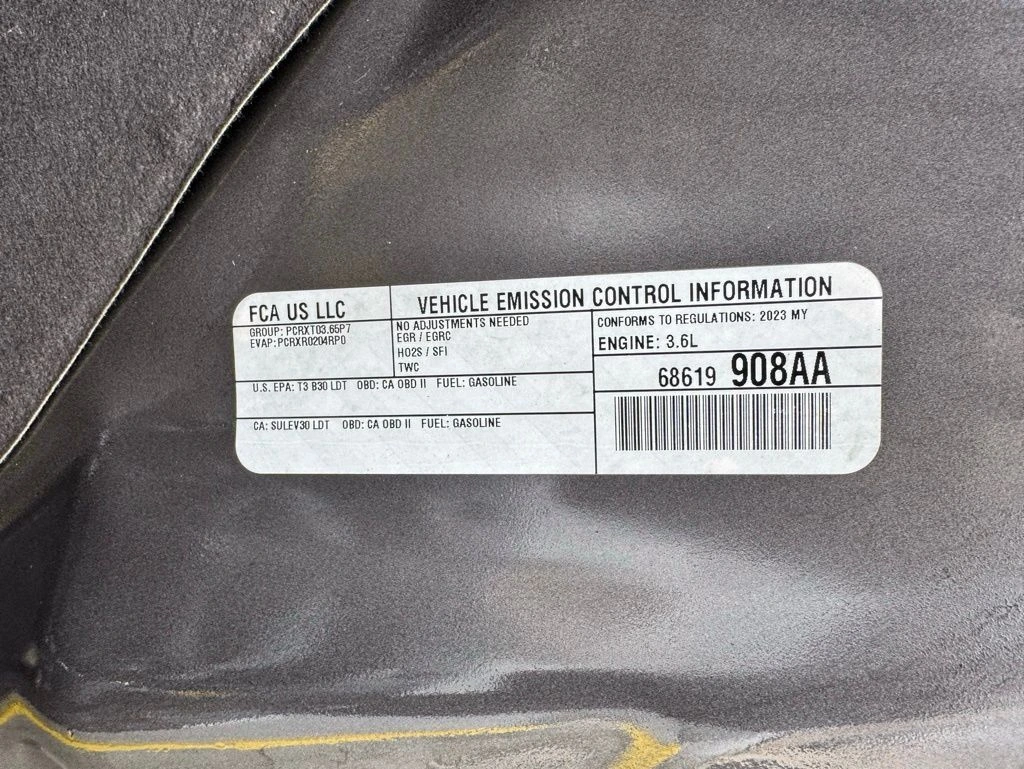 FCA US LLC
VEHICLE EMISSION CONTROL INFORMATION
GROUP: PCRXT03.65P7
EVAP: PCRXR0204RP0
NO ADJUSTMENTS NEEDED
EGR / EGRC
HO2S / SFI
TWC
CONFORMS TO REGULATIONS: 2023 MY
ENGINE: 3.6L
68619 908AA
U.S. EPA: T3 B30 LDT OBD: CA OBD II FUEL: GASOLINE
CA: SULEV30 LDT OBD: CA OBD II FUEL: GASOLINE